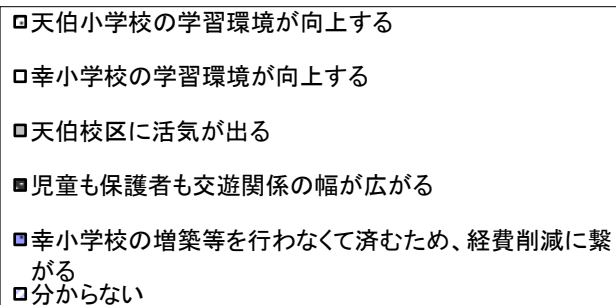 天伯小学校の学習環境が向上する
幸小学校の学習環境が向上する
天伯校区に活気が出る
児童も保護者も交遊関係の幅が広がる
幸小学校の増築等を行わなくて済むため、経費削減に繋
がる
分からない